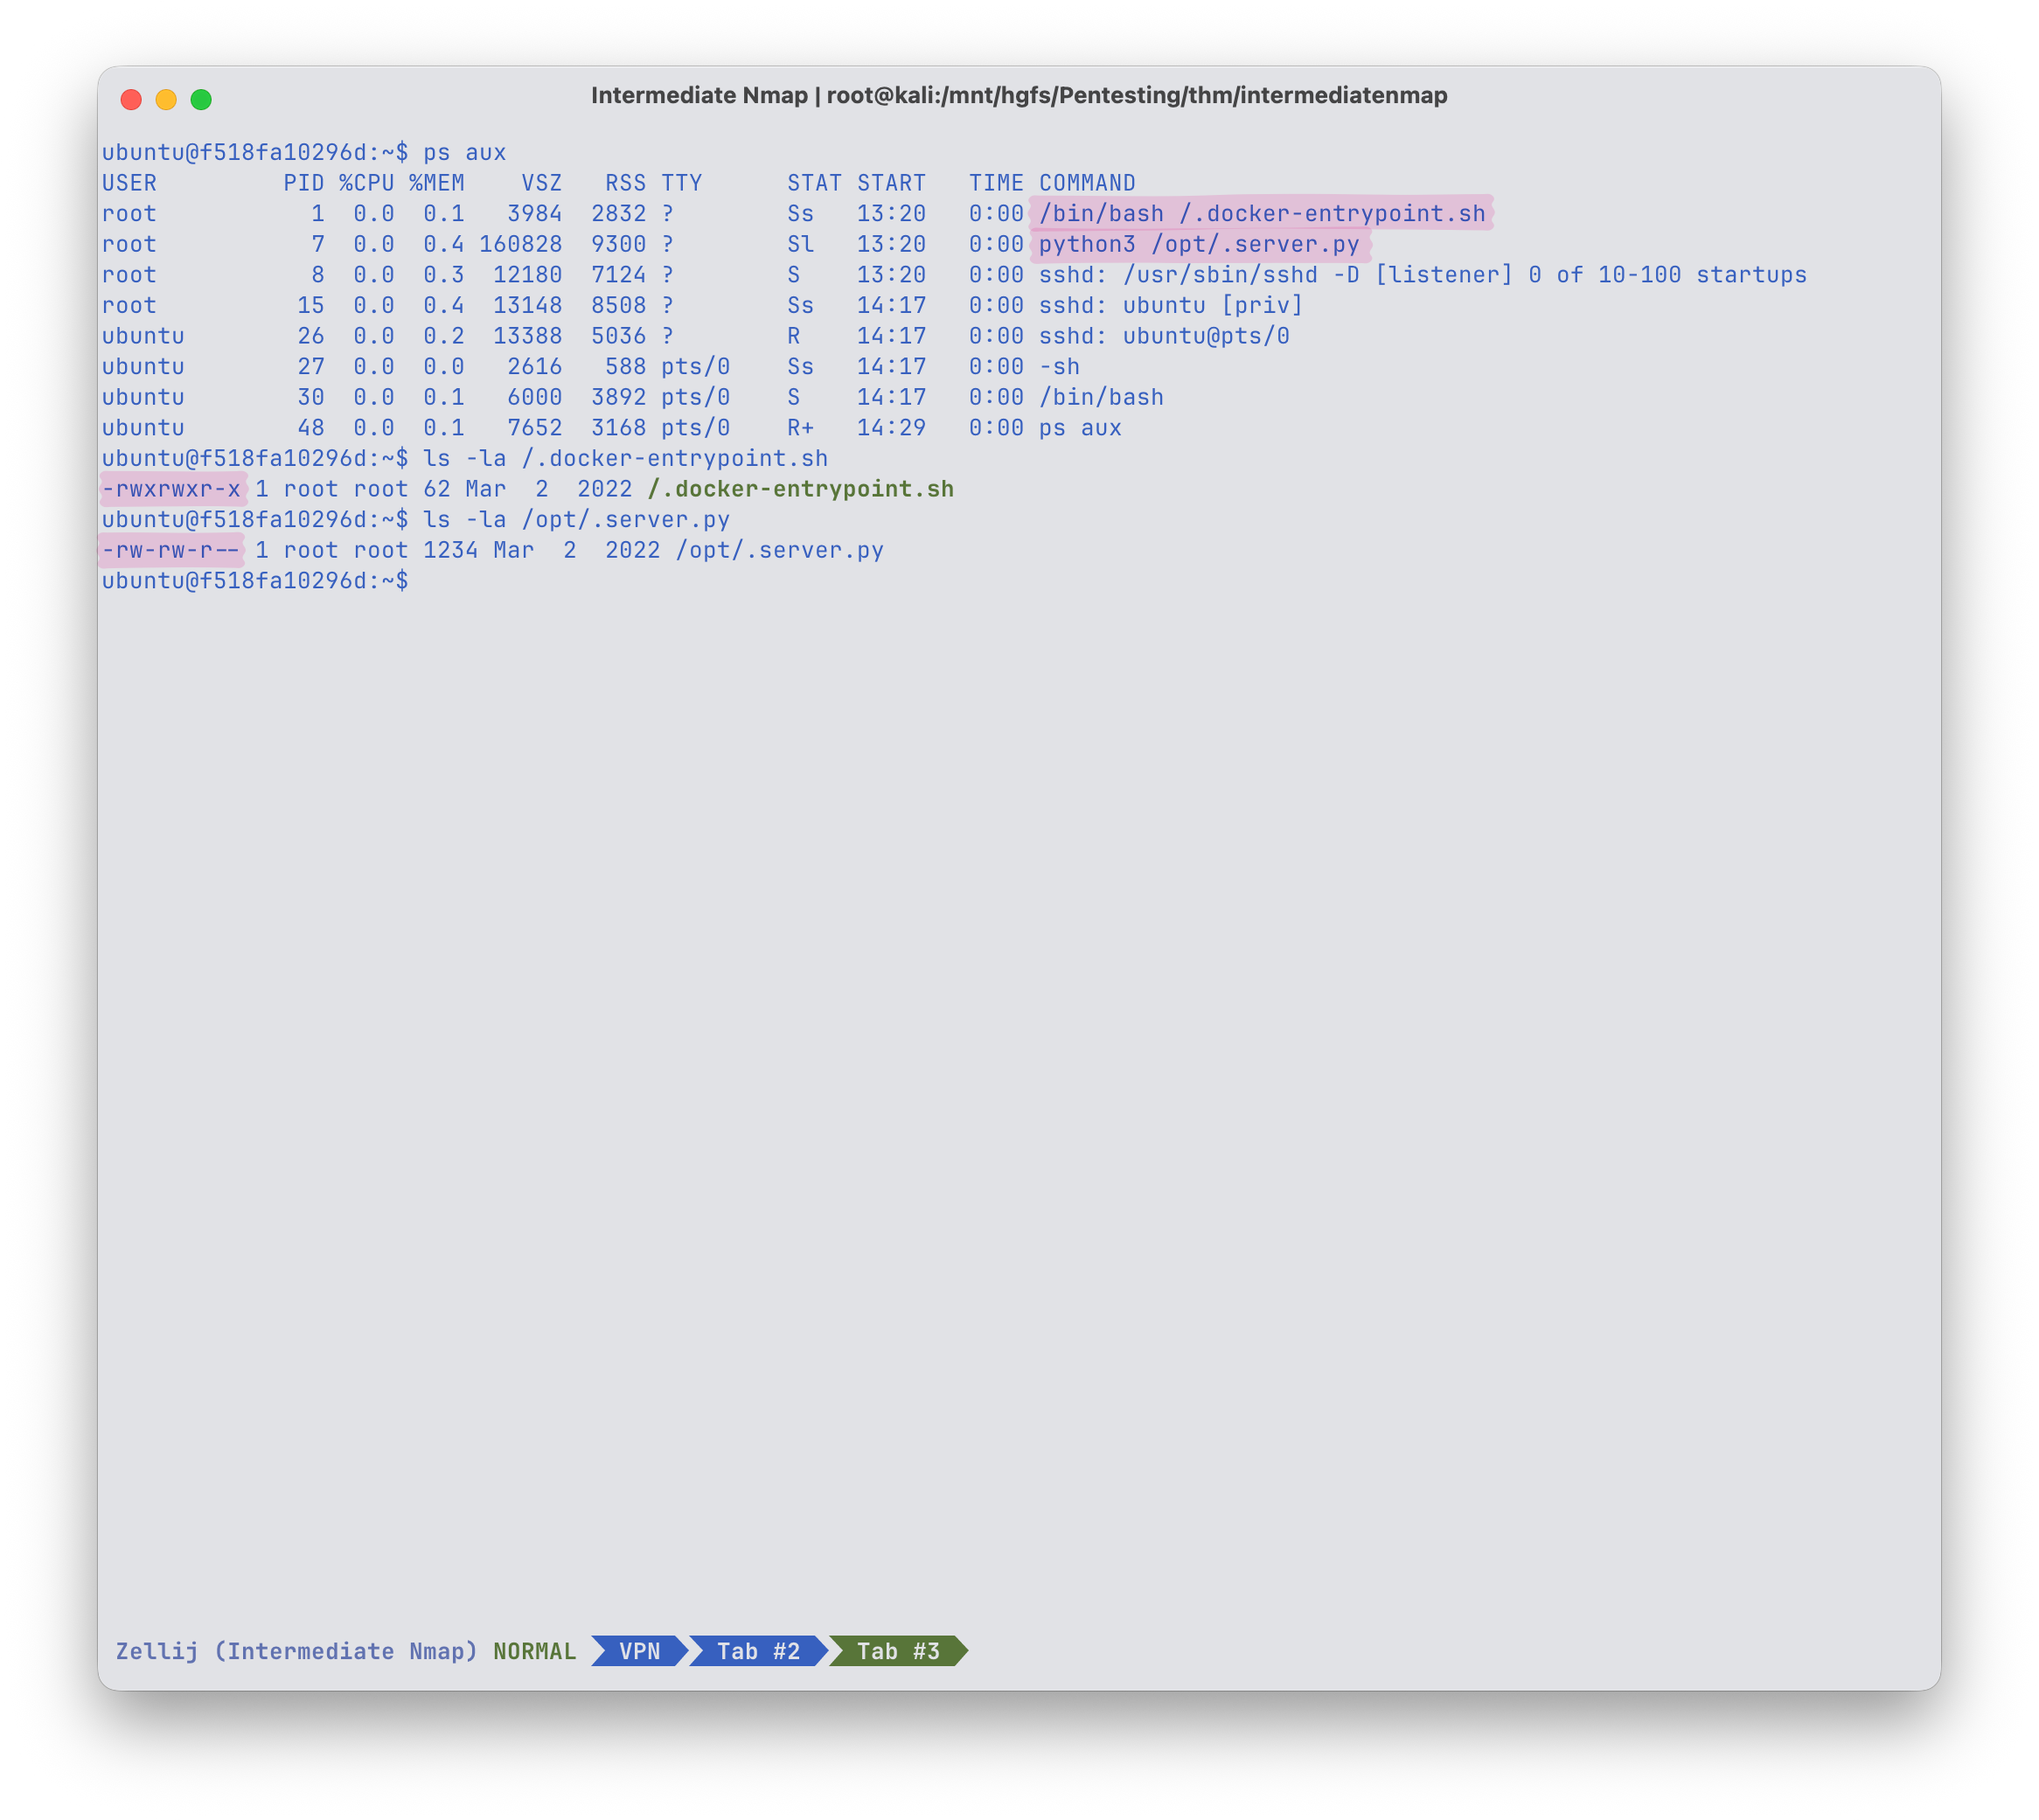 Intermediate Nmap | root@kali:/mnt/hgfs/Pentesting/thm/intermediatenmap
ubuntu@f518fa10296d:~$ ps aux
USER         PID %CPU %MEM    VSZ   RSS TTY      STAT START   TIME COMMAND
root           1  0.0  0.1   3984  2832 ?        Ss   13:20   0:00 /bin/bash /.docker-entrypoint.sh
root           7  0.0  0.4 160828  9300 ?        Sl   13:20   0:00 python3 /opt/.server.py
root           8  0.0  0.3  12180  7124 ?        S    13:20   0:00 sshd: /usr/sbin/sshd -D [listener] 0 of 10-100 startups
root          15  0.0  0.4  13148  8508 ?        Ss   14:17   0:00 sshd: ubuntu [priv]
ubuntu        26  0.0  0.2  13388  5036 ?        R    14:17   0:00 sshd: ubuntu@pts/0
ubuntu        27  0.0  0.0   2616   588 pts/0    Ss   14:17   0:00 -sh
ubuntu        30  0.0  0.1   6000  3892 pts/0    S    14:17   0:00 /bin/bash
ubuntu        48  0.0  0.1   7652  3168 pts/0    R+   14:29   0:00 ps aux
ubuntu@f518fa10296d:~$ ls -la /.docker-entrypoint.sh
-rwxrwxr-x 1 root root 62 Mar  2  2022 /.docker-entrypoint.sh
ubuntu@f518fa10296d:~$ ls -la /opt/.server.py
-rw-rw-r-- 1 root root 1234 Mar  2  2022 /opt/.server.py
ubuntu@f518fa10296d:~$
Zellij (Intermediate Nmap) NORMAL VPN Tab #2 Tab #3